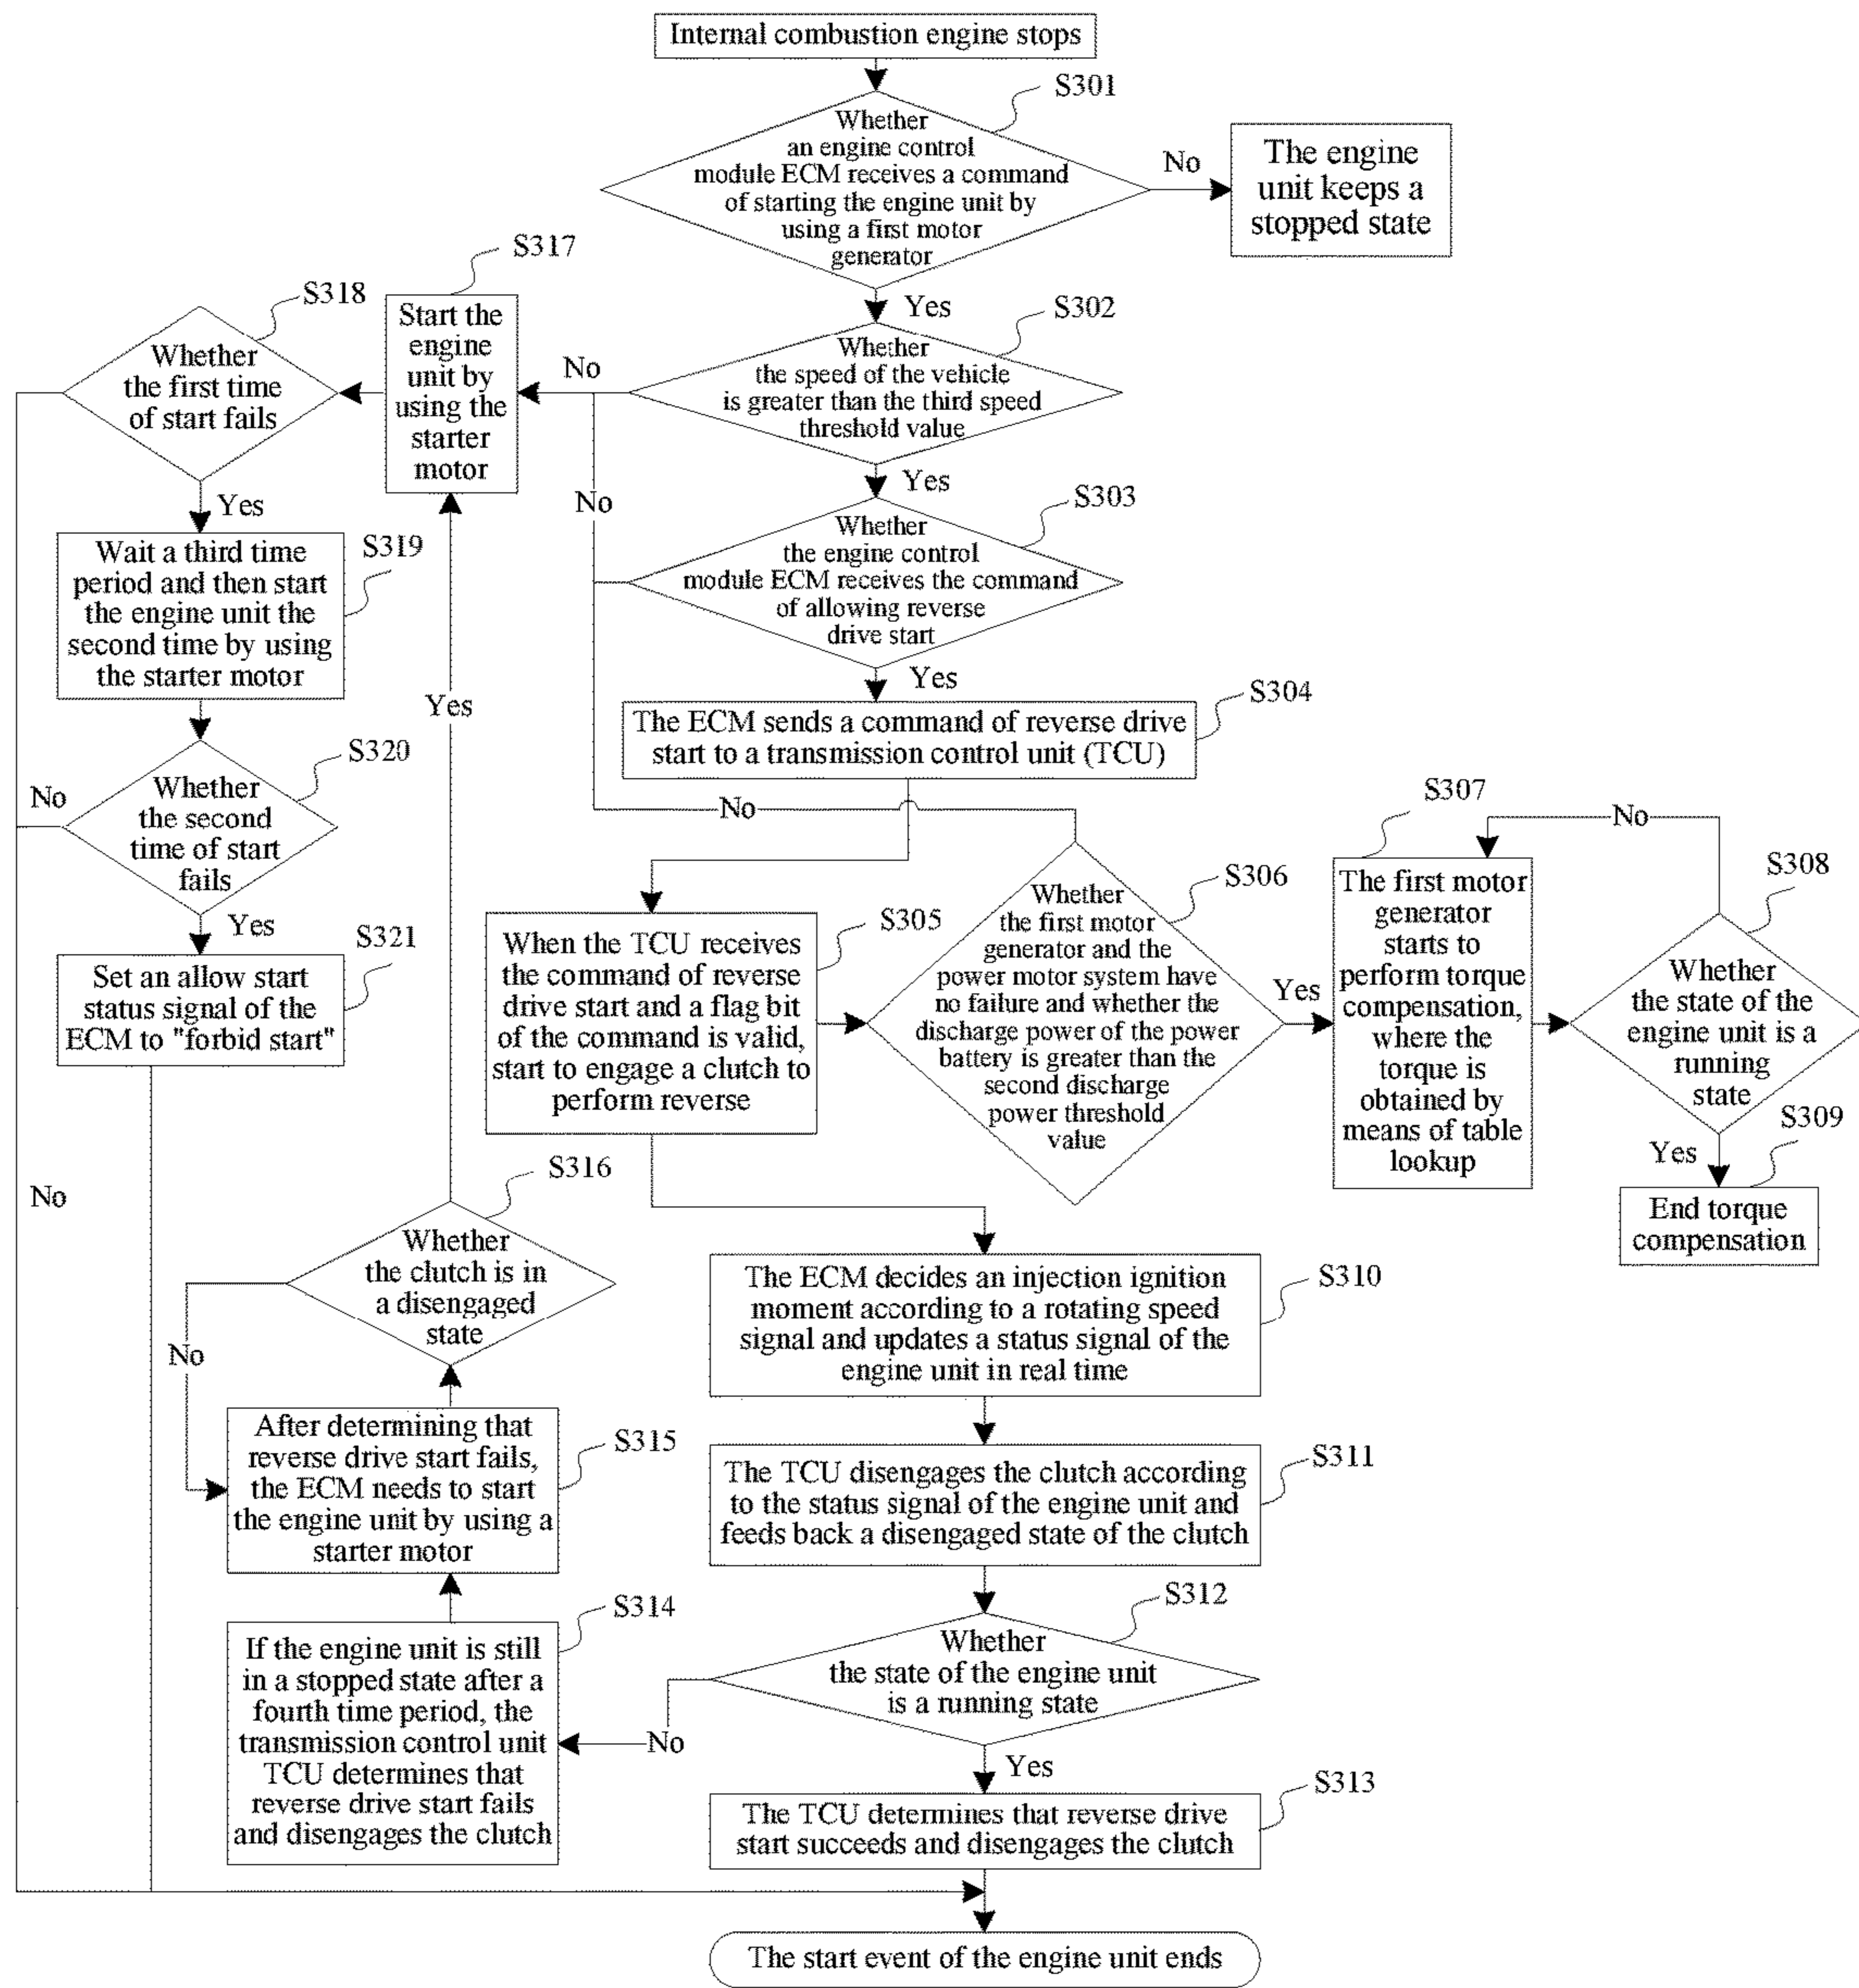 Internal combustion engine stops
S301
Whether
an engine control
module ECM receives a command
of starting the engine unit by
using a first motor
generator
No
The engine
unit keeps a
stopped state
Yes
S302
Whether
the speed of the vehicle
is greater than the third speed
threshold value
No
Yes
S303
Whether
the engine control
module ECM receives the command
of allowing reverse
drive start
No
Yes
S304
The ECM sends a command of reverse drive
start to a transmission control unit (TCU)
S317
Start the
engine
unit by
using the
starter
motor
S318
Whether
the first time
of start fails
Yes
S319
Wait a third time
period and then start
the engine unit the
second time by using
the starter motor
S320
Whether
the second
time of start
fails
No
Yes
S321
Set an allow start
status signal of the
ECM to "forbid start"
No
Yes
No
S305
When the TCU receives
the command of reverse
drive start and a flag bit
of the command is valid,
start to engage a clutch to
perform reverse
S306
Whether
the first motor
generator and the
power motor system have
no failure and whether the
discharge power of the power
battery is greater than the
second discharge
power threshold
value
Yes
S307
The first motor
generator
starts to
perform torque
compensation,
where the
torque is
obtained by
means of table
lookup
No
S308
Whether
the state of the
engine unit is a
running
state
Yes
S309
End torque
compensation
S310
The ECM decides an injection ignition
moment according to a rotating speed
signal and updates a status signal of the
engine unit in real time
S311
The TCU disengages the clutch according
to the status signal of the engine unit and
feeds back a disengaged state of the clutch
S312
Whether
the state of the engine unit
is a running state
No
Yes
S313
The TCU determines that reverse drive
start succeeds and disengages the clutch
S314
If the engine unit is still
in a stopped state after a
fourth time period, the
transmission control unit
TCU determines that
reverse drive start fails
and disengages the clutch
S315
After determining that
reverse drive start fails,
the ECM needs to start
the engine unit by using a
starter motor
S316
Whether
the clutch is in
a disengaged
state
No
The start event of the engine unit ends